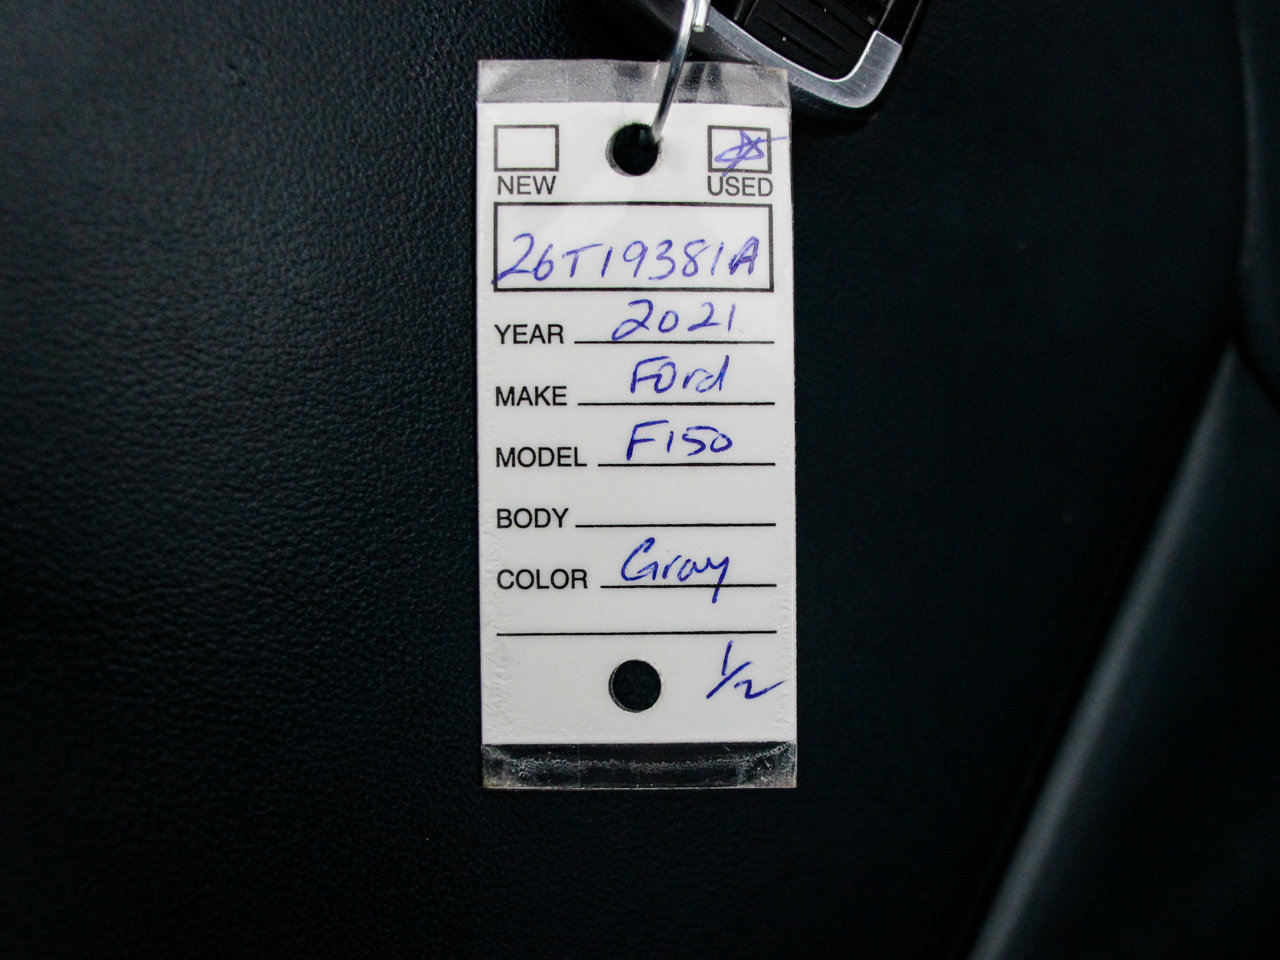 NEW USED
26T19381A
YEAR 2021
MAKE Ford
MODEL F150
BODY
COLOR Gray
1/2